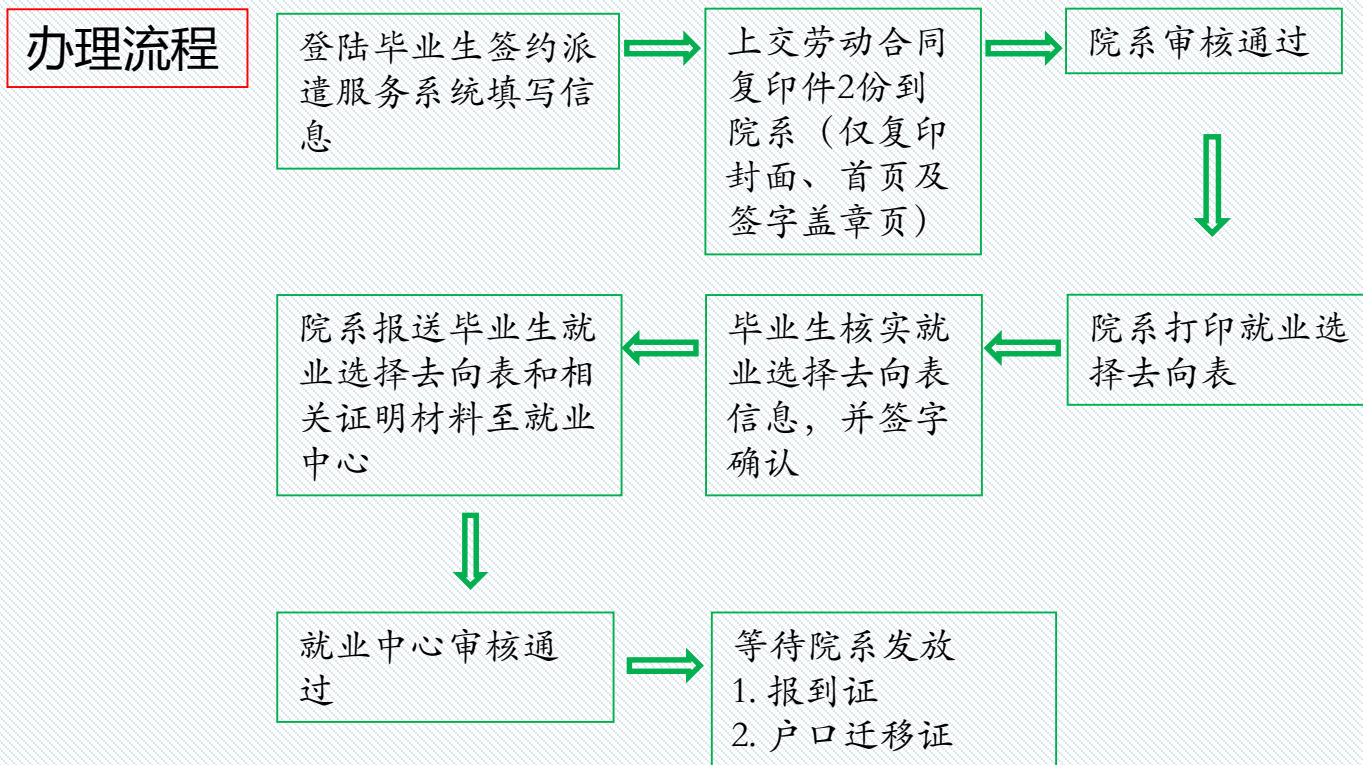 办理流程
登陆毕业生签约派
遣服务系统填写信
息
上交劳动合同
复印件2份到
院系（仅复印
封面、首页及
签字盖章页）
院系审核通过
院系打印就业选
择去向表
毕业生核实就
业选择去向表
信息，并签字
确认
院系报送毕业生就
业选择去向表和相
关证明材料至就业
中心
就业中心审核通
过
等待院系发放
1. 报到证
2. 户口迁移证